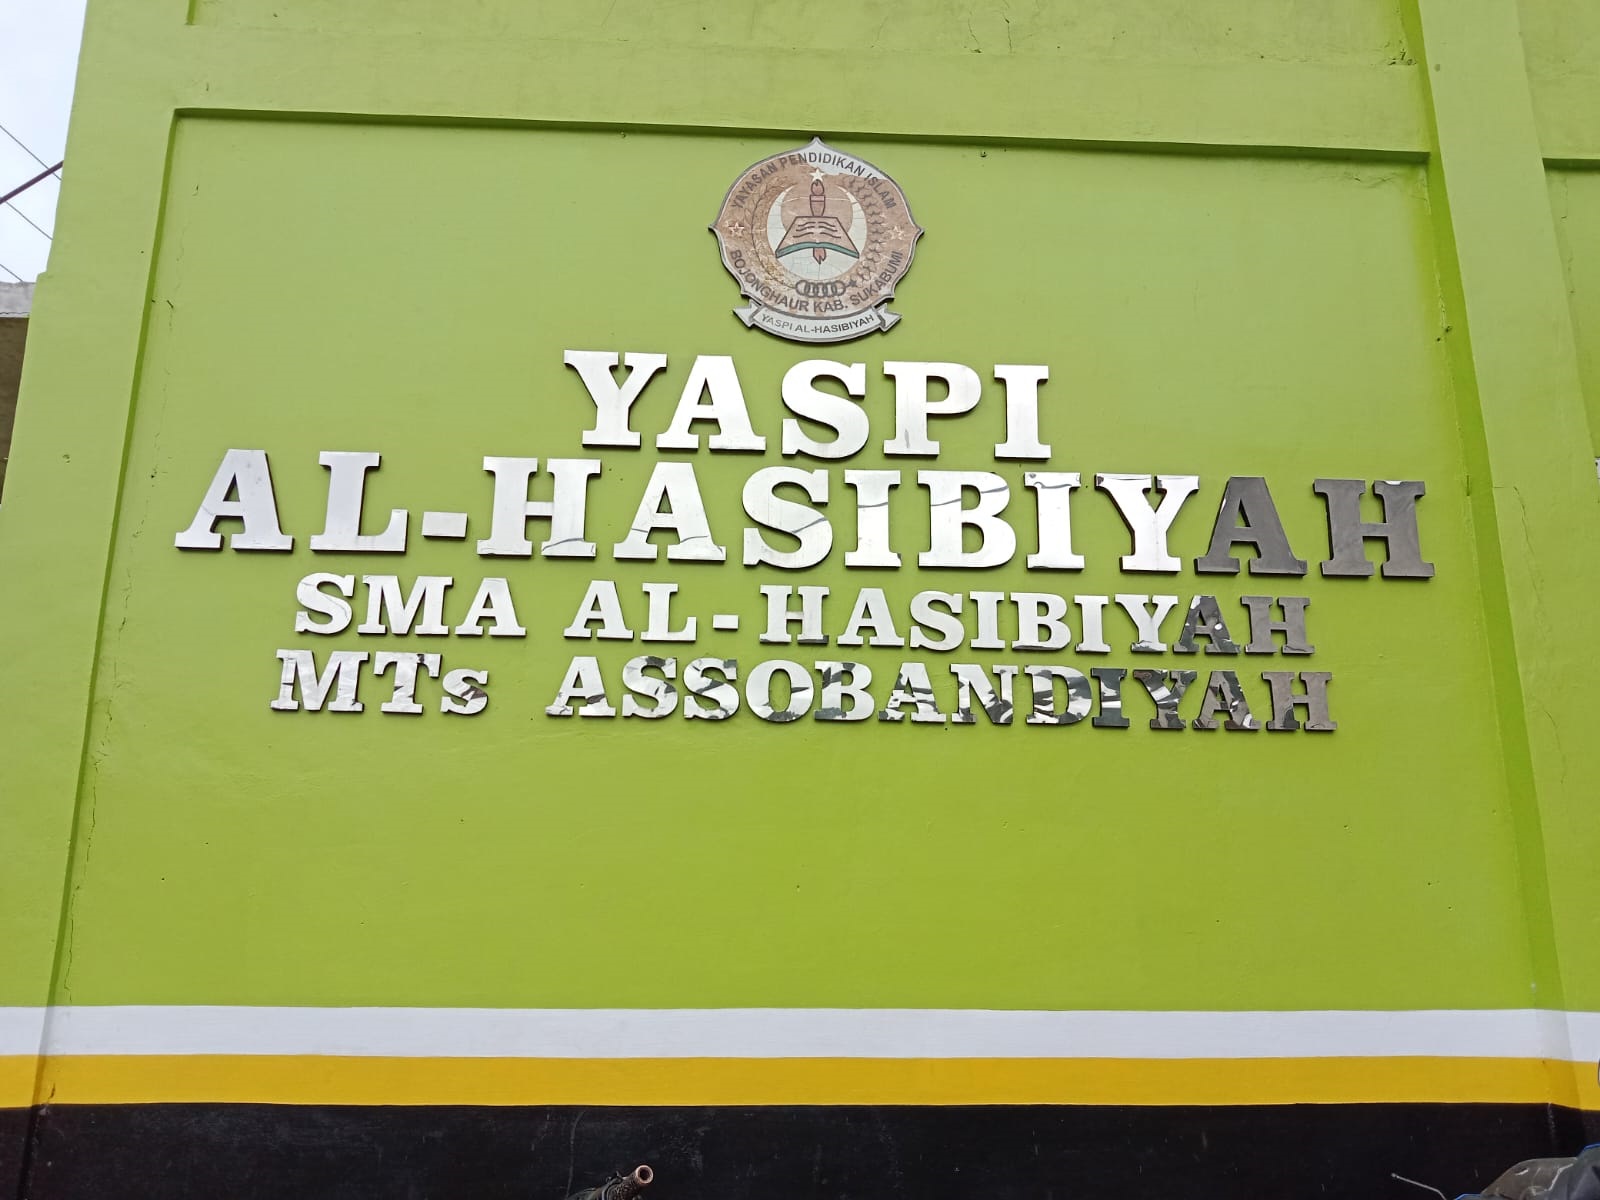 YAYASAN PENDIDIKAN ISLAM
BOJONGHAUR KAB. SUKABUMI
YASPI AL-HASIBIYAH
YASPI
AL-HASIBIYAH
SMA AL-HASIBIYAH
MTs ASSOBANDIYAH